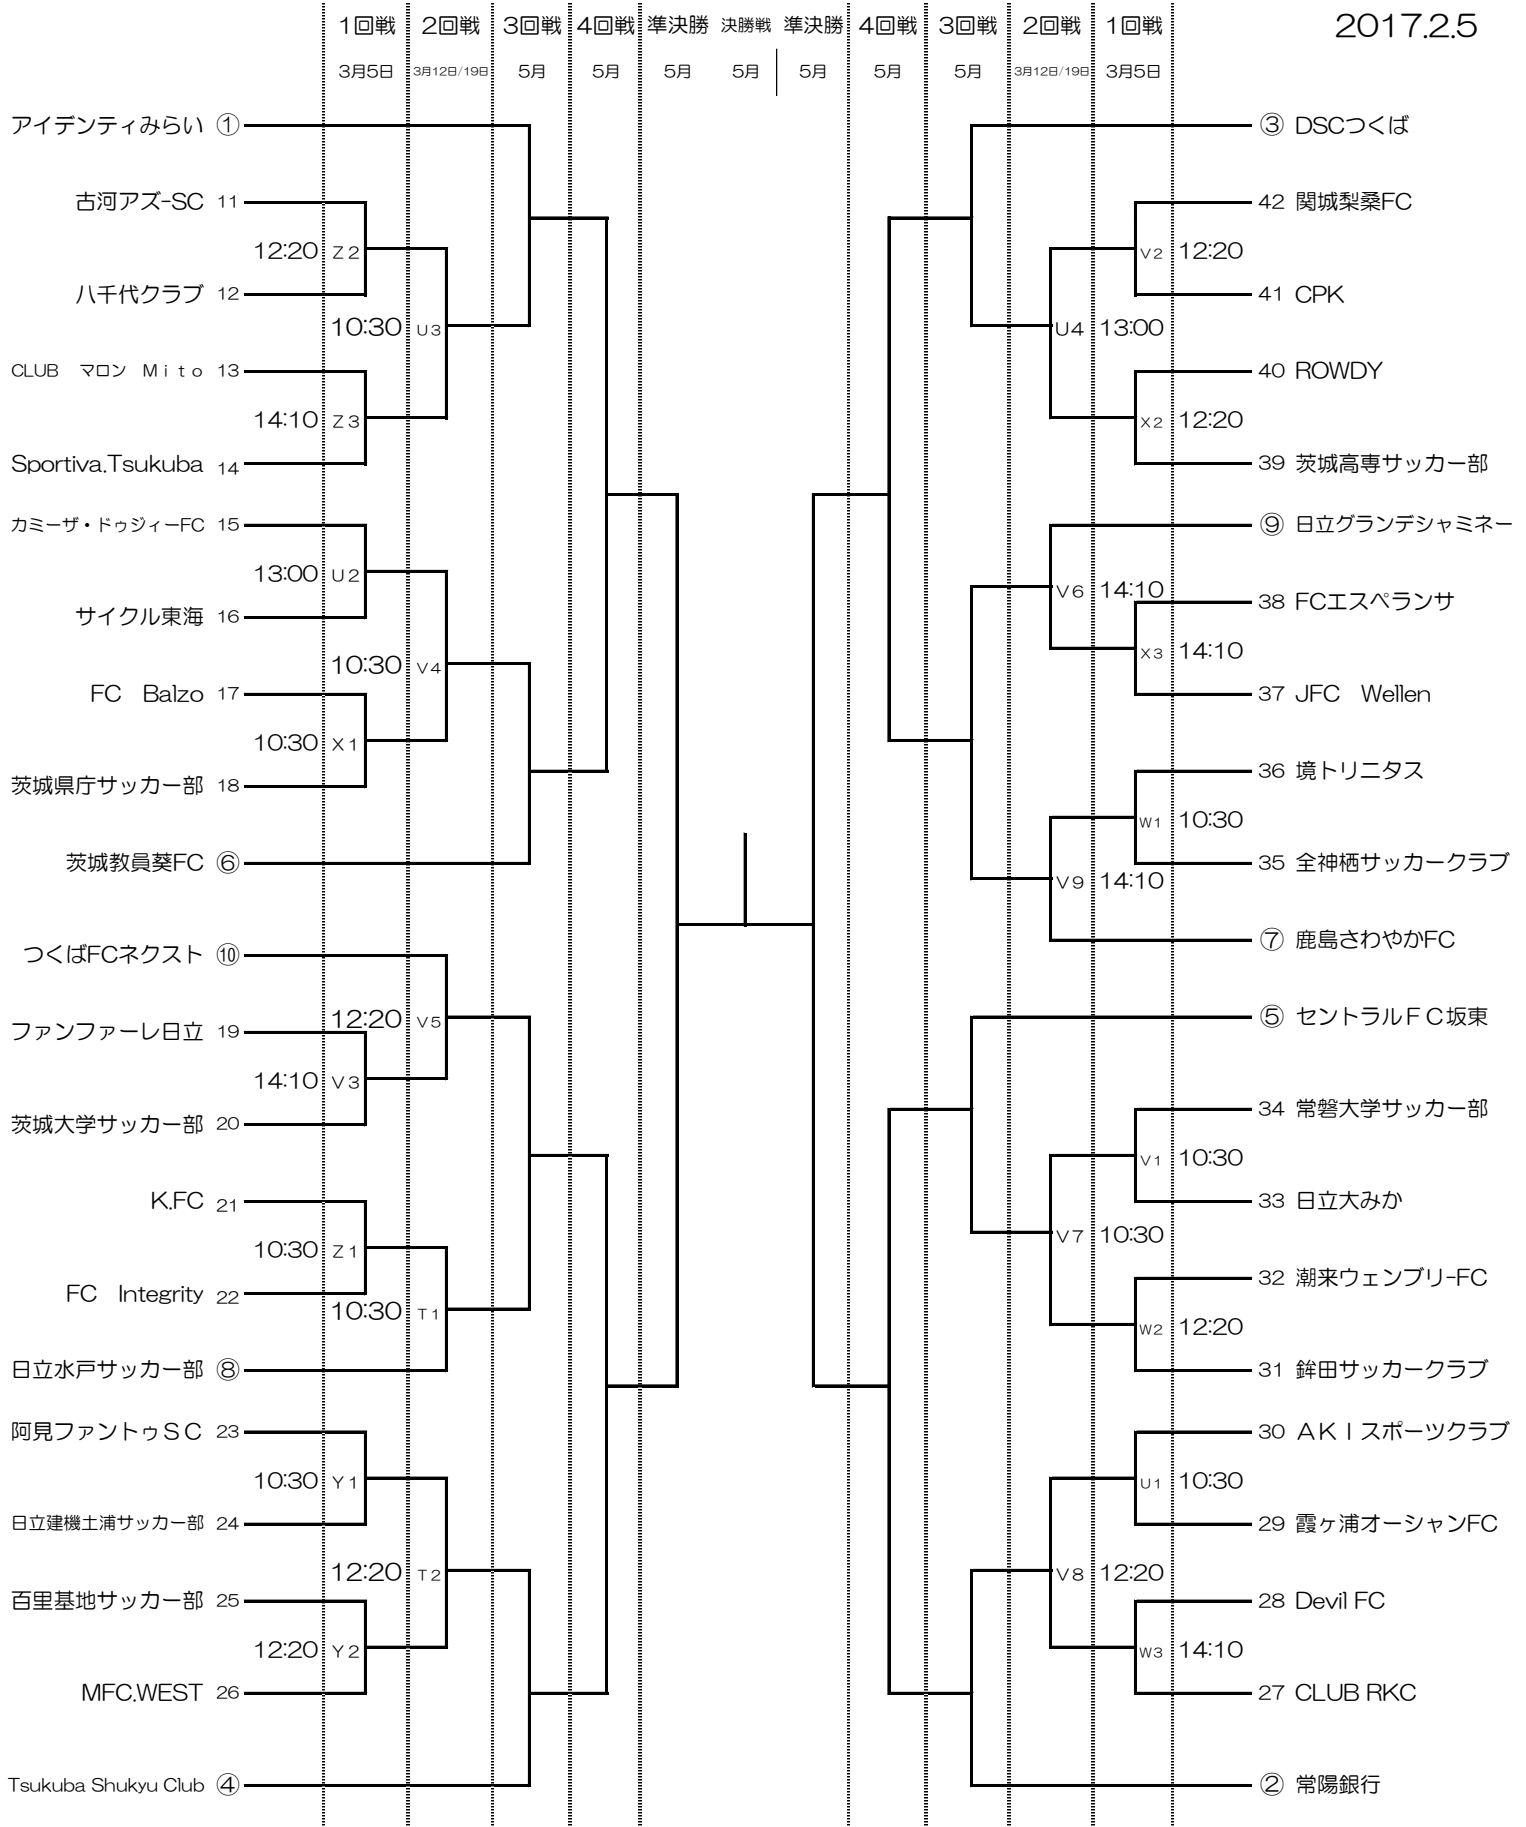 1回戦 2回戦 3回戦 4回戦 準決勝 決勝戦 準決勝 4回戦 3回戦 2回戦 1回戦 2017.2.5
3月5日 3月12日/19日 5月 5月 5月 5月 5月 5月 5月 3月12日/19日 3月5日
アイデンティみらい ① ③ DSCつくば
古河アズ-SC 11 42 関城梨桑FC
12:20 Z2 V2 12:20
八千代クラブ 12 41 CPK
10:30 U3 U4 13:00
CLUB　マロン　Mito 13 40 ROWDY
14:10 Z3 X2 12:20
Sportiva.Tsukuba 14 39 茨城高専サッカー部
カミーザ・ドゥジィーFC 15 ⑨ 日立グランデシャミネー
13:00 U2 V6 14:10
サイクル東海 16 38 FCエスペランサ
10:30 V4 X3 14:10
FC　Balzo 17 37 JFC　Wellen
10:30 X1
茨城県庁サッカー部 18 36 境トリニタス
W1 10:30
茨城教員葵FC ⑥ 35 全神栖サッカークラブ
V9 14:10
つくばFCネクスト ⑩ ⑦ 鹿島さわやかFC
12:20 V5 ⑤ セントラルＦＣ坂東
ファンファーレ日立 19
14:10 V3
茨城大学サッカー部 20 34 常磐大学サッカー部
V1 10:30
K.FC 21 33 日立大みか
10:30 Z1 V7 10:30
FC　Integrity 22 32 潮来ウェンブリ-FC
10:30 T1 W2 12:20
日立水戸サッカー部 ⑧ 31 鉾田サッカークラブ
阿見ファントゥＳＣ 23 30 ＡＫＩスポーツクラブ
10:30 Y1 U1 10:30
日立建機土浦サッカー部 24 29 霞ヶ浦オーシャンFC
12:20 T2 V8 12:20
百里基地サッカー部 25 28 Devil FC
12:20 Y2 W3 14:10
MFC.WEST 26 27 CLUB RKC
Tsukuba Shukyu Club ④ ② 常陽銀行